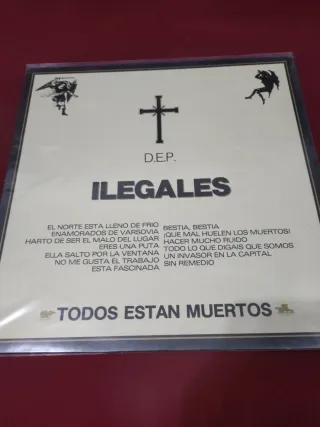 D.E.P.
ILEGALES
EL NORTE ESTA LLENO DE FRIO
ENAMORADOS DE VARSOVIA
HARTO DE SER EL MALO DEL LUGAR
ERES UNA PUTA
ELLA SALTO POR LA VENTANA
NO ME GUSTA EL TRABAJO
ESTA FASCINADA
BESTIA, BESTIA
¡QUE MAL HUELEN LOS MUERTOS!
HACER MUCHO RUIDO
TODO LO QUE DIGAIS QUE SOMOS
UN INVASOR EN LA CAPITAL
SIN REMEDIO
TODOS ESTAN MUERTOS